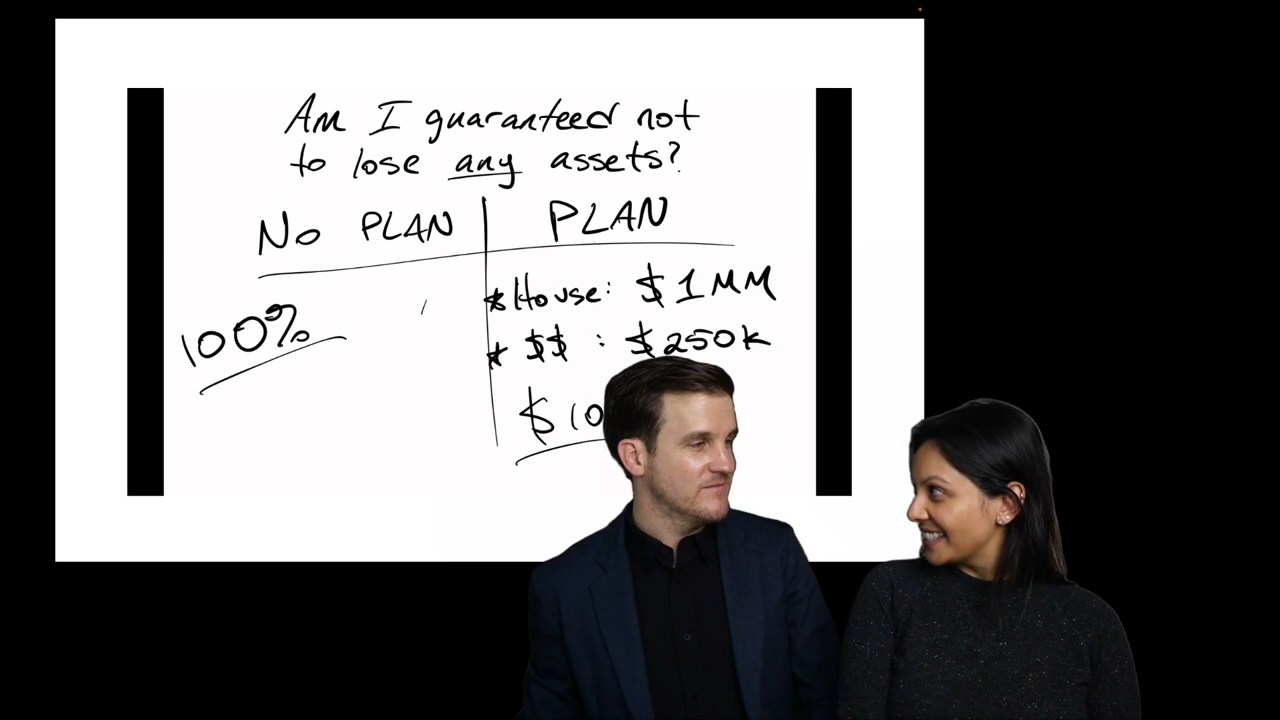 Am I guaranteed not
to lose any assets?
No PLAN
PLAN
100%
* House: $1MM
* $$ : $250k